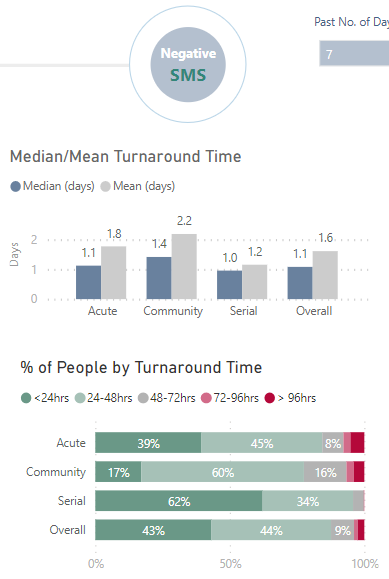 Past No. of Day
Negative
SMS
7
Median/Mean Turnaround Time
Median (days) Mean (days)
Days
2
1
0
1.1 1.8 1.4 2.2 1.0 1.2 1.1 1.6
Acute Community Serial Overall
% of People by Turnaround Time
<24hrs 24-48hrs 48-72hrs 72-96hrs > 96hrs
Acute 39% 45% 8%
Community 17% 60% 16%
Serial 62% 34%
Overall 43% 44% 9%
0% 50% 100%